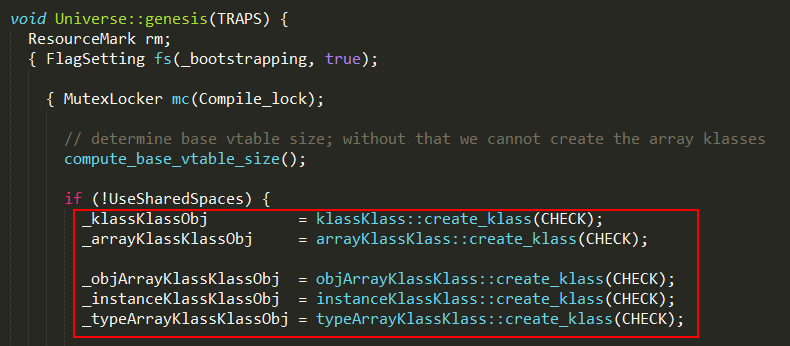 void Universe::genesis(TRAPS) {
ResourceMark rm;
{ FlagSetting fs(_bootstrapping, true);
{ MutexLocker mc(Compile_lock);
// determine base vtable size; without that we cannot create the array klasses
compute_base_vtable_size();
if (!UseSharedSpaces) {
_klassKlassObj = klassKlass::create_klass(CHECK);
_arrayKlassKlassObj = arrayKlassKlass::create_klass(CHECK);
_objArrayKlassKlassObj = objArrayKlassKlass::create_klass(CHECK);
_instanceKlassKlassObj = instanceKlassKlass::create_klass(CHECK);
_typeArrayKlassKlassObj = typeArrayKlassKlass::create_klass(CHECK);